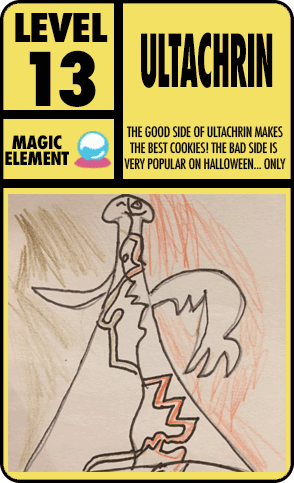 LEVEL
13
ULTACHRIN
MAGIC
ELEMENT
THE GOOD SIDE OF ULTACHRIN MAKES
THE BEST COOKIES! THE BAD SIDE IS
VERY POPULAR ON HALLOWEEN... ONLY